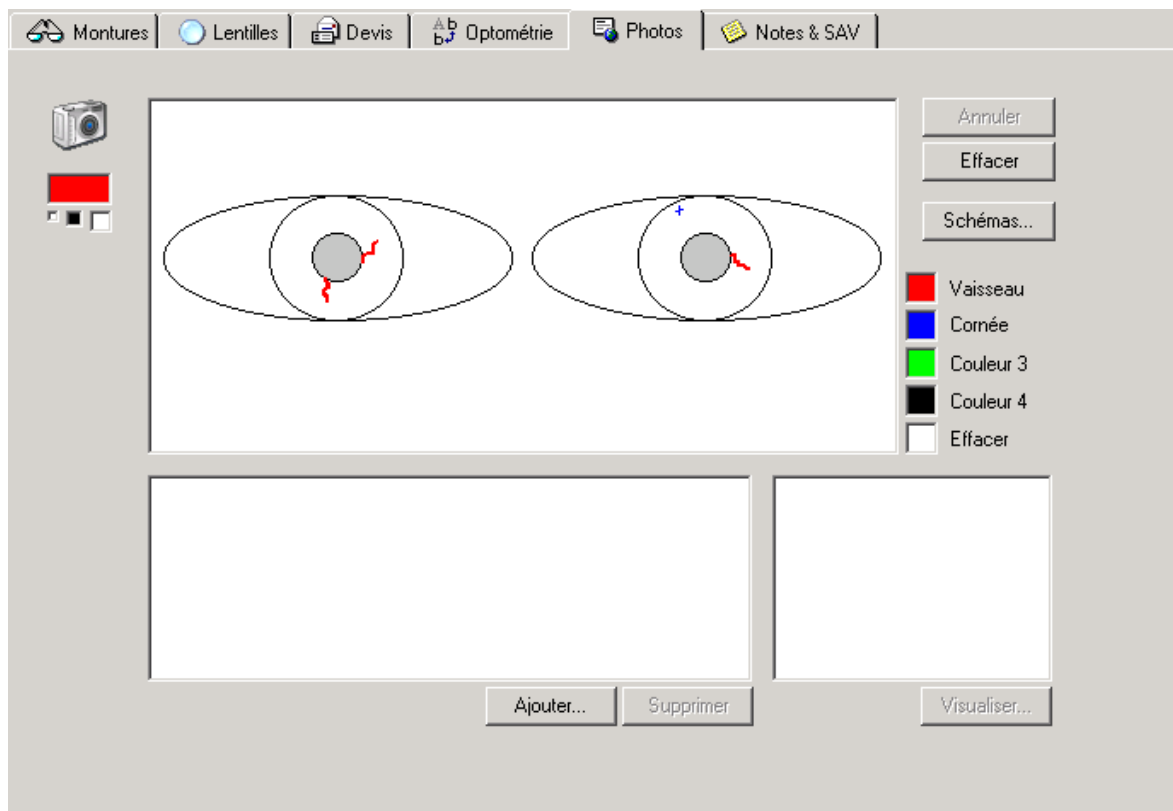 Montures
Lentilles
Devis
Ab
b
Optométrie
Photos
Notes & SAV
Annuler
Effacer
Schémas...
Vaisseau
Cornée
Couleur 3
Couleur 4
Effacer
Ajouter...
Supprimer
Visualiser...